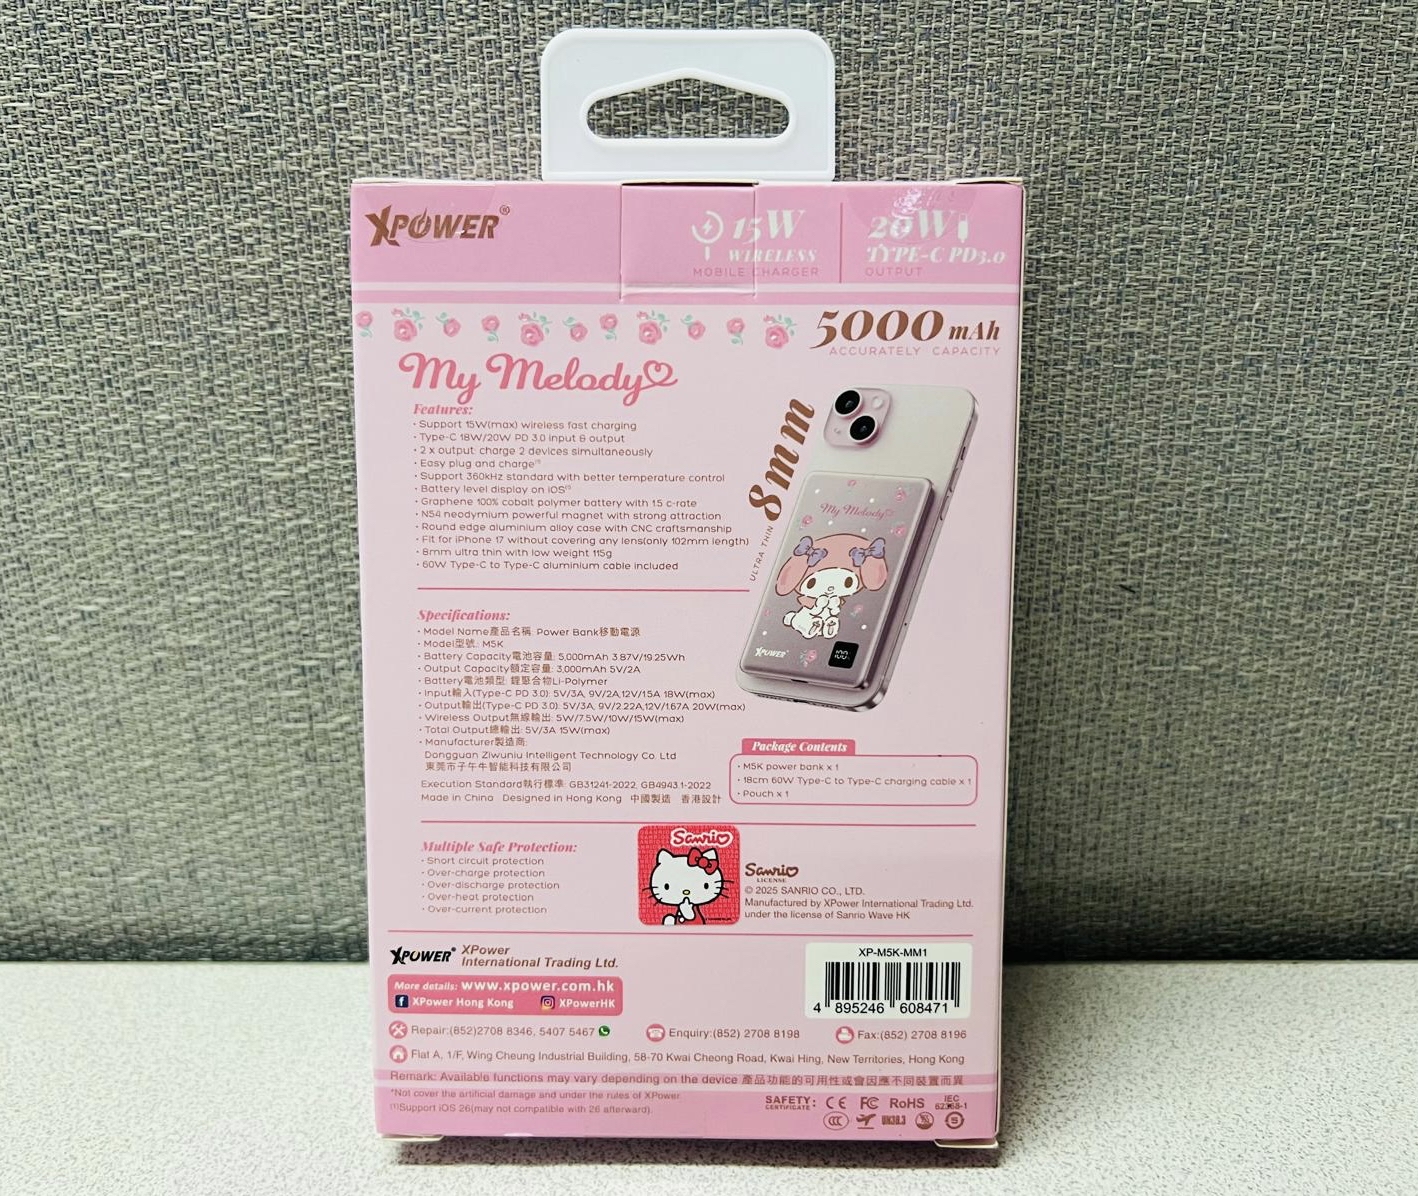 XPOWER®
15W
WIRELESS
MOBILE CHARGER
20W
TYPE-C PD3.0
OUTPUT
5000 mAh
ACCURATELY CAPACITY
My Melody
Features:
· Support 15W(max) wireless fast charging
· Type-C 18W/20W PD 3.0 input & output
· 2 x output: charge 2 devices simultaneously
· Easy plug and charge⁽¹⁾
· Support 360kHz standard with better temperature control
· Battery level display on iOS⁽¹⁾
· Graphene 100% cobalt polymer battery with 15 c-rate
· N54 neodymium powerful magnet with strong attraction
· Round edge aluminium alloy case with CNC craftsmanship
· Fit for iPhone 17 without covering any lens(only 102mm length)
· 8mm ultra thin with low weight 115g
· 60W Type-C to Type-C aluminium cable included
ULTRA THIN 8mm
My Melody
XPOWER
100
Specifications:
· Model Name產品名稱: Power Bank移動電源
· Model型號: M5K
· Battery Capacity電池容量: 5,000mAh 3.87V/19.25Wh
· Output Capacity額定容量: 3,000mAh 5V/2A
· Battery電池類型: 鋰聚合物Li-Polymer
· Input輸入(Type-C PD 3.0): 5V/3A, 9V/2A,12V/1.5A 18W(max)
· Output輸出(Type-C PD 3.0): 5V/3A, 9V/2.22A,12V/1.67A 20W(max)
· Wireless Output無線輸出: 5W/7.5W/10W/15W(max)
· Total Output總輸出: 5V/3A 15W(max)
· Manufacturer製造商:
Dongguan Ziwuniu Intelligent Technology Co. Ltd
東莞市子午牛智能科技有限公司
Execution Standard執行標準: GB31241-2022, GB4943.1-2022
Made in China Designed in Hong Kong 中國製造 香港設計
Package Contents
· M5K power bank x 1
· 18cm 60W Type-C to Type-C charging cable x 1
· Pouch x 1
Multiple Safe Protection:
· Short circuit protection
· Over-charge protection
· Over-discharge protection
· Over-heat protection
· Over-current protection
Sanrio
Sanrio
LICENSE
© 2025 SANRIO CO., LTD.
Manufactured by XPower International Trading Ltd.
under the license of Sanrio Wave HK
XPOWER® XPower
International Trading Ltd.
More details: www.xpower.com.hk
XPower Hong Kong XPowerHK
XP-M5K-MM1
4 895246 608471
Repair:(852)2708 8346, 5407 5467
Enquiry:(852) 2708 8198
Fax:(852) 2708 8196
Flat A, 1/F, Wing Cheung Industrial Building, 58-70 Kwai Cheong Road, Kwai Hing, New Territories, Hong Kong
Remark: Available functions may vary depending on the device 產品功能的可用性或會因應不同裝置而異
*Not cover the artificial damage and under the rules of XPower.
⁽¹⁾Support iOS 26(may not compatible with 26 afterward).
SAFETY:
CERTIFICATE:
CE FC RoHS IEC
62368-1
CCC UN38.3 5